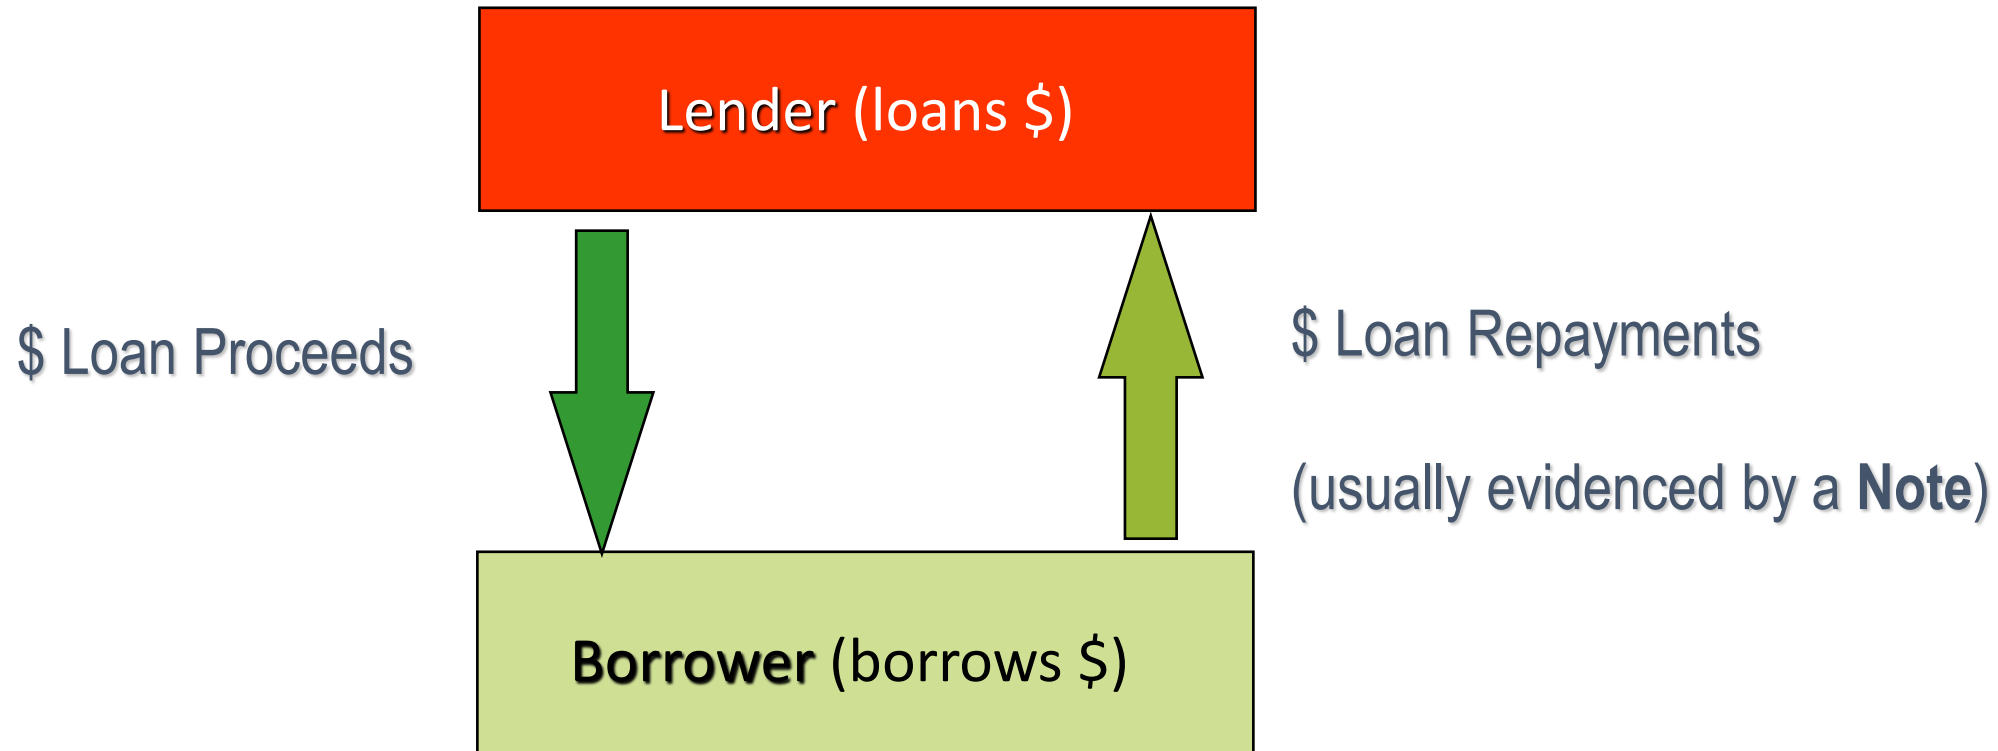 Lender (loans $)
$ Loan Proceeds
$ Loan Repayments
(usually evidenced by a Note)
Borrower (borrows $)